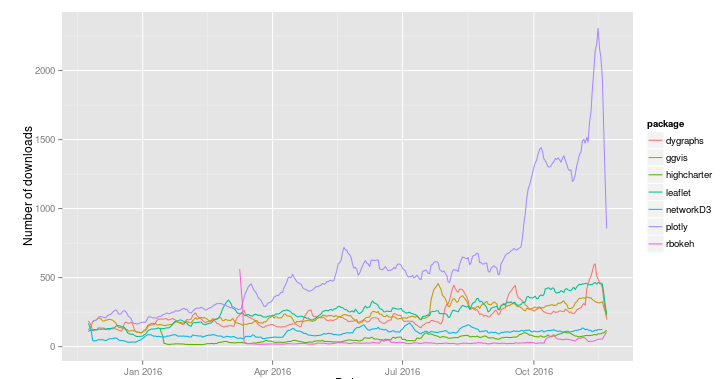 2000
1500
1000
500
0
Number of downloads
Jan 2016
Apr 2016
Jul 2016
Oct 2016
package
dygraphs
ggvis
highcharter
leaflet
networkD3
plotly
rbokeh